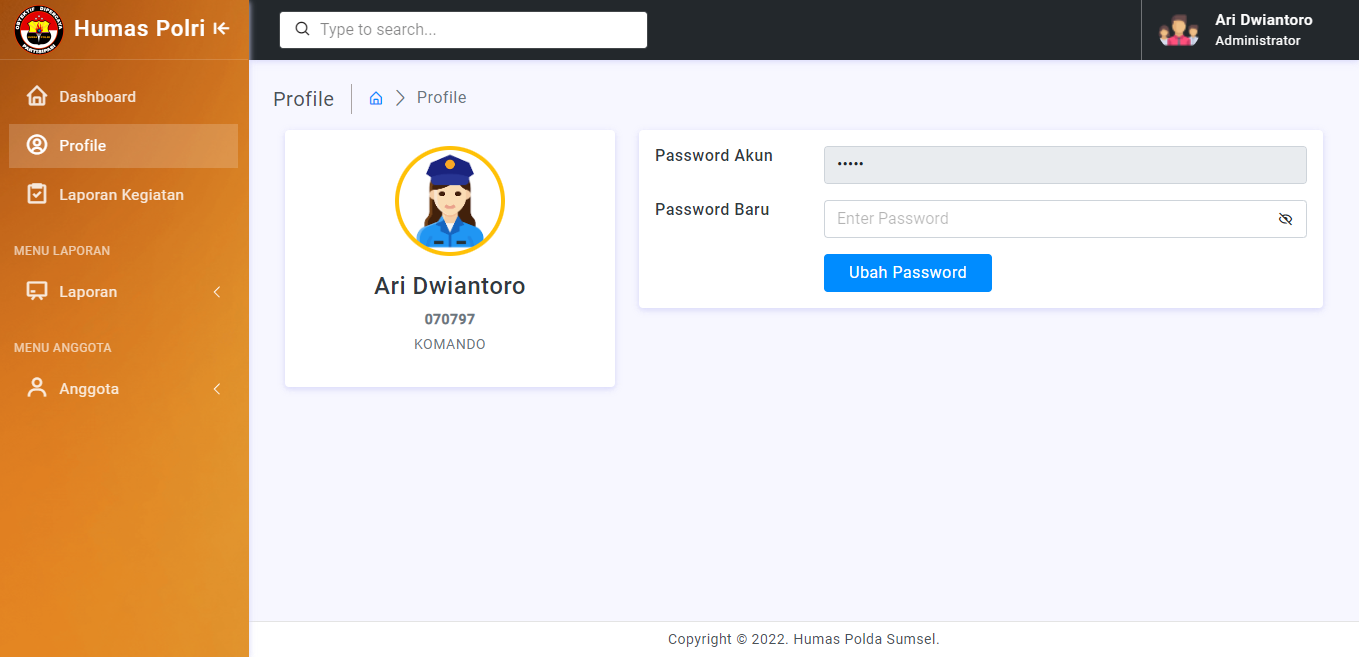 Humas Polri
Type to search...
Ari Dwiantoro
Administrator
Dashboard
Profile
Laporan Kegiatan
MENU LAPORAN
Laporan
MENU ANGGOTA
Anggota
Profile
Profile
Ari Dwiantoro
070797
KOMANDO
Password Akun
•••••
Password Baru
Enter Password
Ubah Password
Copyright © 2022. Humas Polda Sumsel.